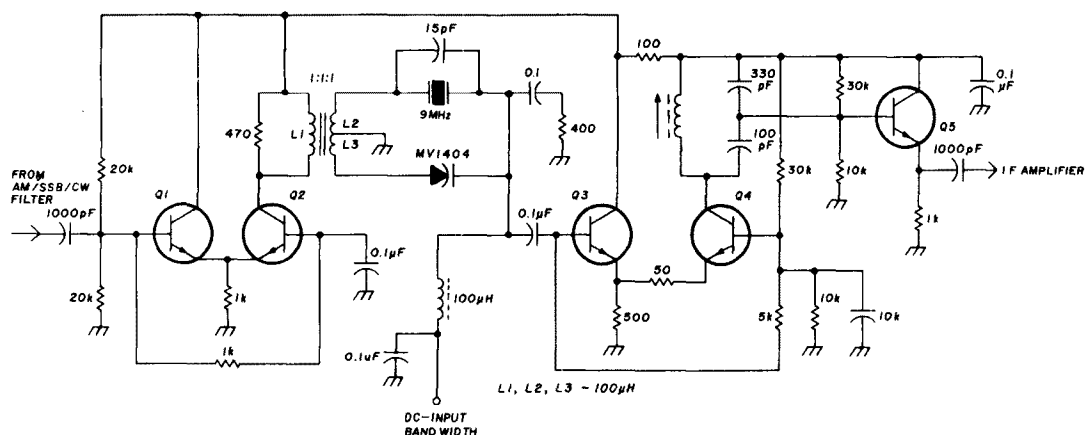 15pF
100
1:1:1
0.1
330
pF
30k
0.1
µF
470
L1
L2
L3
9MHz
400
Q5
MV1404
100
pF
20k
30k
10k
1000pF
IF AMPLIFIER
FROM
AM/SSB/CW
FILTER
Q1
Q2
Q3
Q4
1000pF
0.1µF
1k
0.1µF
50
20k
1k
100µH
500
5k
10k
10k
1k
0.1uF
L1, L2, L3 – 100µH
DC–INPUT
BAND WIDTH